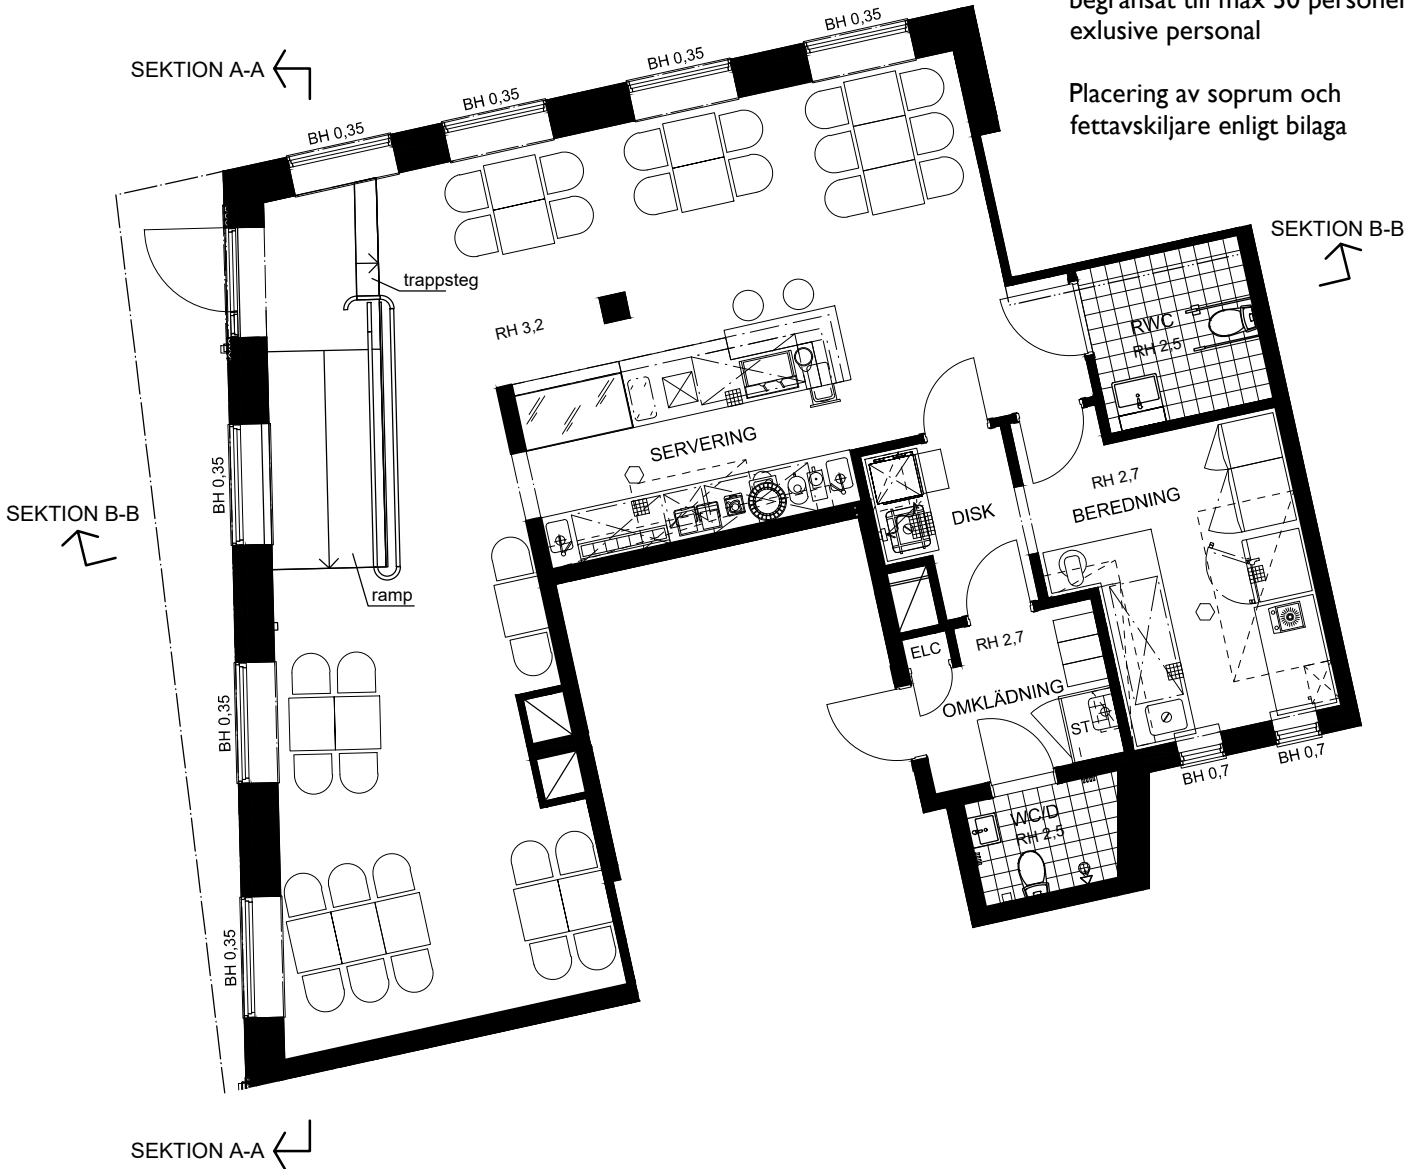 begränsat till max 50 personer
exlusive personal
Placering av soprum och
fettavskiljare enligt bilaga
SEKTION A-A
BH 0,35
BH 0,35
BH 0,35
BH 0,35
SEKTION B-B
trappsteg
RH 3,2
RWC
RH 2,5
SERVERING
BH 0,35
SEKTION B-B
RH 2,7
BEREDNING
DISK
ramp
ELC
RH 2,7
OMKLÄDNING
ST
BH 0,35
BH 0,7
BH 0,7
WC/D
RH 2,5
BH 0,35
SEKTION A-A